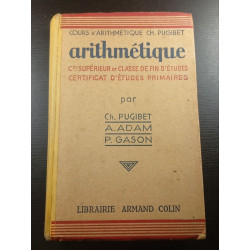 COURS d'ARITHMÉTIQUE CH. PUGIBET
arithmétique
CRS SUPÉRIEUR ET CLASSE DE FIN D'ÉTUDES
CERTIFICAT D'ÉTUDES PRIMAIRES
par
CH. PUGIBET
A. ADAM
P. GASON
LIBRAIRIE ARMAND COLIN